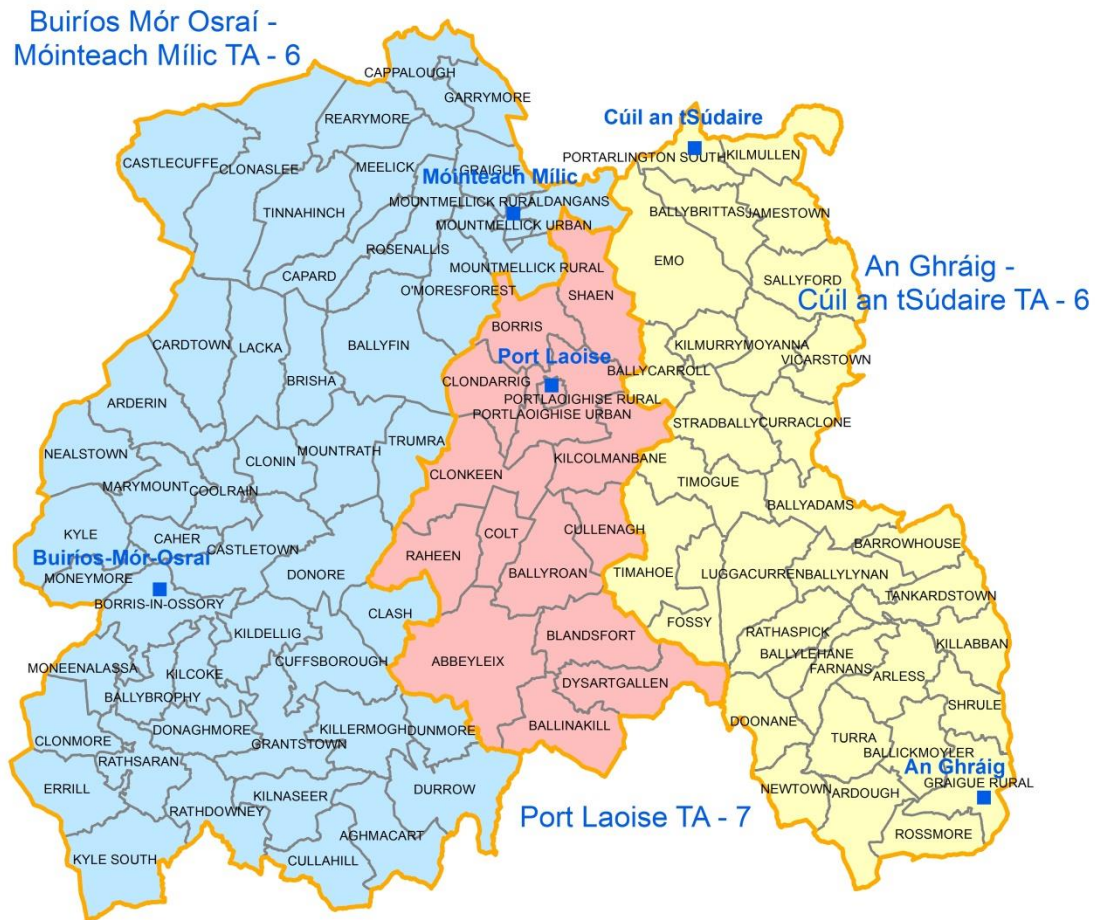 Buiríos Mór Osraí -
Móinteach Mílic TA - 6
CAPPALOUGH
GARRYMORE
REARYMORE
Cúil an tSúdaire
CASTLECUFFE
CLONASLEE
MEELICK
GRAIGUE
PORTARLINGTON SOUTH
KILMULLEN
Móinteach Mílic
TINNAHINCH
MOUNTMELLICK RURAL
DANGANS
MOUNTMELLICK URBAN
BALLYBRITTAS
JAMESTOWN
ROSENALLIS
EMO
An Ghráig -
Cúil an tSúdaire TA - 6
CAPARD
MOUNTMELLICK RURAL
SALLYFORD
O'MORESFOREST
SHAEN
BORRIS
CARDTOWN
LACKA
BALLYFIN
KILMURRY
MOYANNA
VICARSTOWN
Port Laoise
BRISHA
CLONDARRIG
BALLYCARROLL
ARDERIN
PORTLAOIGHISE RURAL
PORTLAOIGHISE URBAN
STRADBALLY
CURRACLONE
NEALSTOWN
CLONIN
MOUNTRATH
TRUMRA
KILCOLMANBANE
CLONKEEN
TIMOGUE
MARYMOUNT
COOLRAIN
BALLYADAMS
KYLE
CAHER
CASTLETOWN
COLT
CULLENAGH
BARROWHOUSE
Buiríos-Mór-Osraí
RAHEEN
MONEYMORE
DONORE
BALLYROAN
TIMAHOE
LUGGACURREN
BALLYLYNAN
TANKARDSTOWN
BORRIS-IN-OSSORY
CLASH
FOSSY
KILDELLIG
RATHASPICK
KILLABBAN
BLANDSFORT
BALLYLEHANE
MONEENALASSA
KILCOKE
CUFFSBOROUGH
ABBEYLEIX
FARNANS
ARLESS
DYSARTGALLEN
BALLYBROPHY
SHRULE
DONAGHMORE
KILLERMOGH
DUNMORE
BALLINAKILL
DOONANE
CLONMORE
GRANTSTOWN
TURRA
BALLICKMOYLER
RATHSARAN
An Ghráig
GRAIGUE RURAL
ERRILL
KILNASEER
DURROW
NEWTOWN
ARDOUGH
RATHDOWNEY
Port Laoise TA - 7
AGHMACART
ROSSMORE
KYLE SOUTH
CULLAHILL